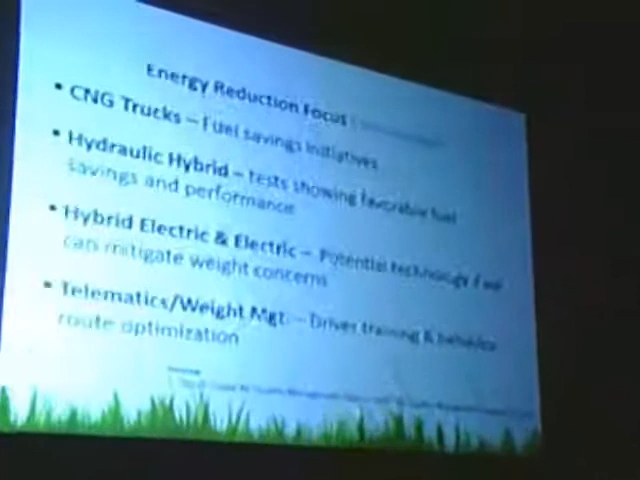 Energy Reduction Focus
• CNG Trucks – Fuel savings initiatives
• Hydraulic Hybrid – tests showing favorable fuel
savings and performance
• Hybrid Electric & Electric – Potential technology if we
can mitigate weight concerns
• Telematics/Weight Mgt. – Driver training & behavior
route optimization